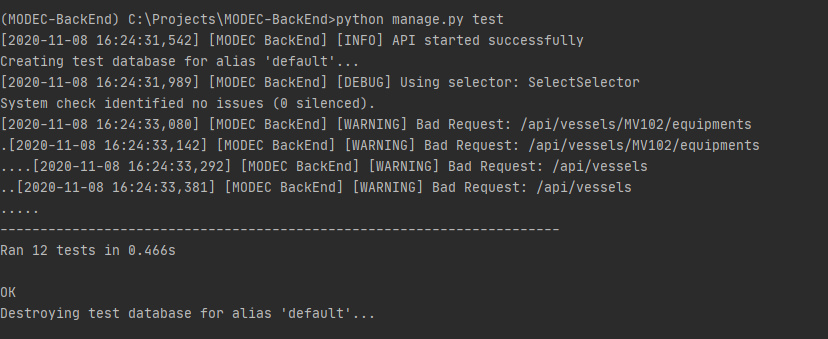 (MODEC-BackEnd) C:\Projects\MODEC-BackEnd>python manage.py test
[2020-11-08 16:24:31,542] [MODEC BackEnd] [INFO] API started successfully
Creating test database for alias 'default'...
[2020-11-08 16:24:31,989] [MODEC BackEnd] [DEBUG] Using selector: SelectSelector
System check identified no issues (0 silenced).
[2020-11-08 16:24:33,080] [MODEC BackEnd] [WARNING] Bad Request: /api/vessels/MV102/equipments
.[2020-11-08 16:24:33,142] [MODEC BackEnd] [WARNING] Bad Request: /api/vessels/MV102/equipments
....[2020-11-08 16:24:33,292] [MODEC BackEnd] [WARNING] Bad Request: /api/vessels
..[2020-11-08 16:24:33,381] [MODEC BackEnd] [WARNING] Bad Request: /api/vessels
.....
----------------------------------------------------------------------
Ran 12 tests in 0.466s
OK
Destroying test database for alias 'default'...